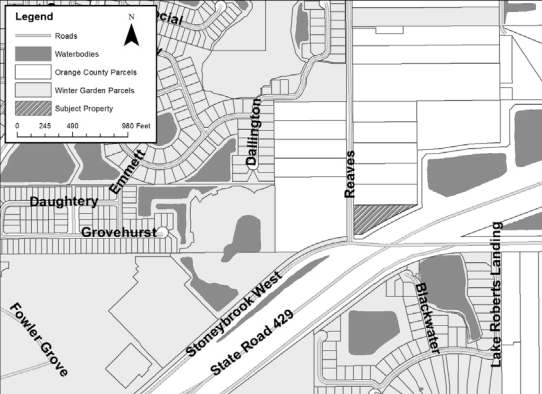 Legend
N
Roads
Waterbodies
Orange County Parcels
Winter Garden Parcels
Subject Property
0 245 490 980 Feet
Dallington
Emmett
Reaves
Daughtery
Grovehurst
Stoneybrook West
State Road 429
Fowler Grove
Blackwater
Lake Roberts Landing